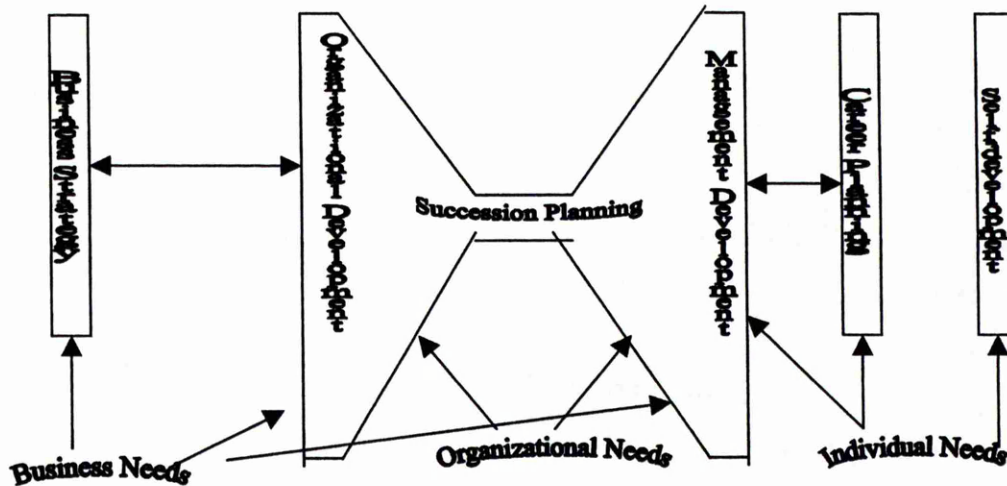 Business Strategy
Organizational Development
Succession Planning
Management Development
Career Planning
Self-development
Business Needs
Organizational Needs
Individual Needs